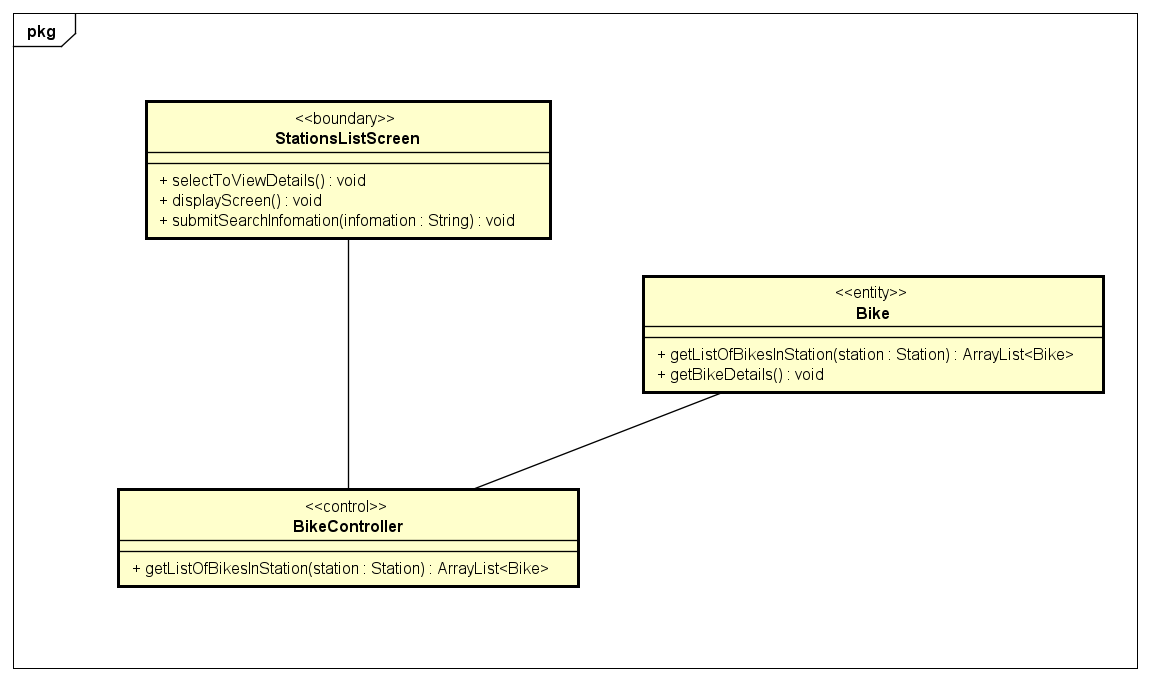 pkg
<<boundary>>
StationsListScreen
+ selectToViewDetails() : void
+ displayScreen() : void
+ submitSearchInfomation(infomation : String) : void
<<entity>>
Bike
+ getListOfBikesInStation(station : Station) : ArrayList<Bike>
+ getBikeDetails() : void
<<control>>
BikeController
+ getListOfBikesInStation(station : Station) : ArrayList<Bike>